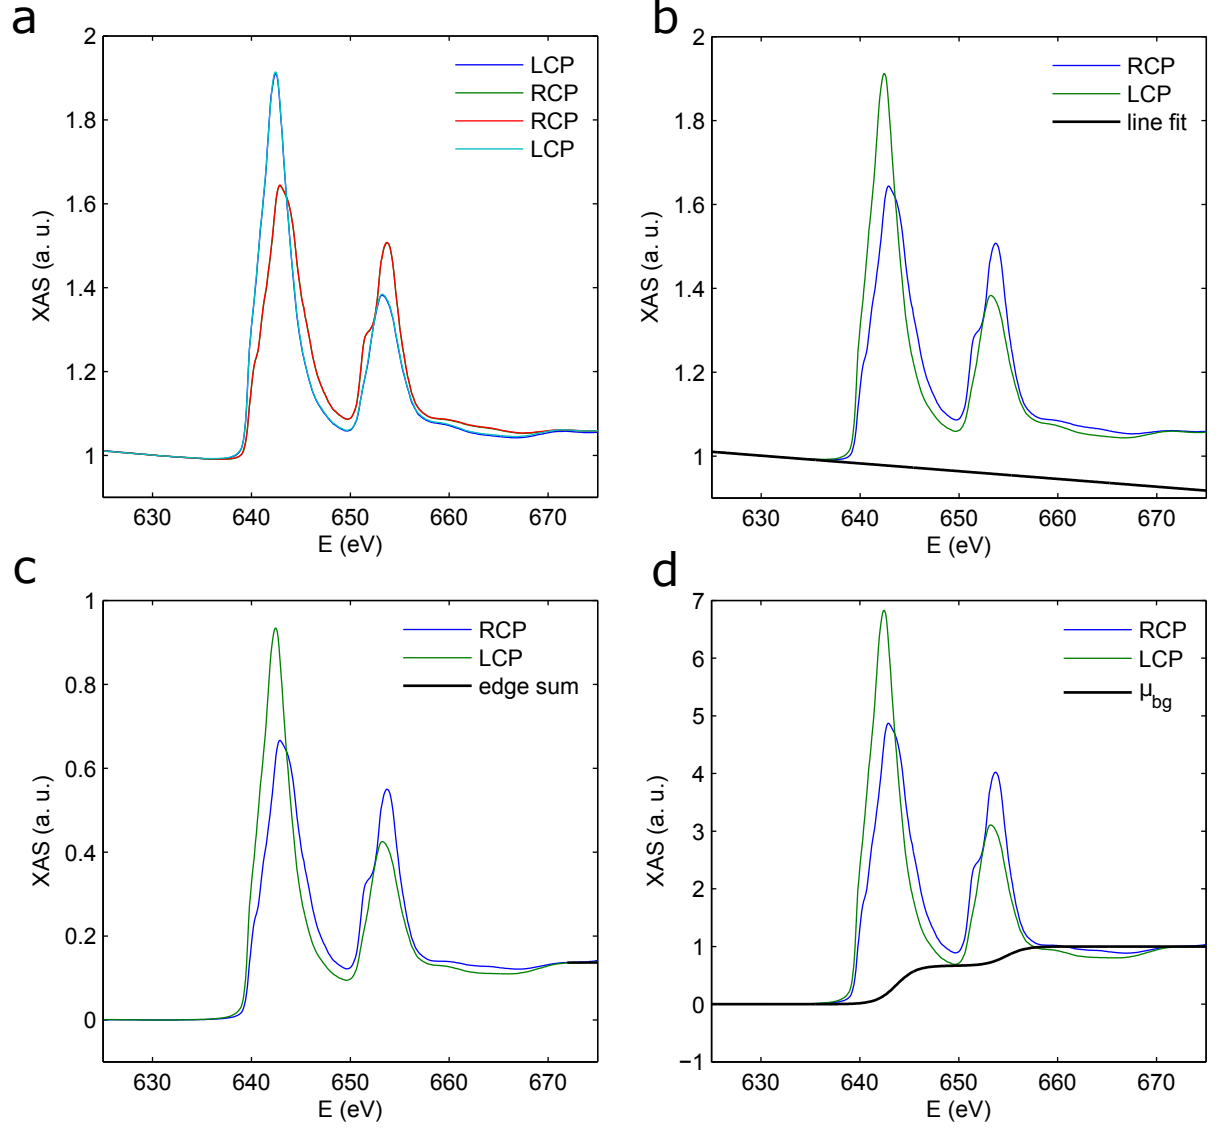 a
2
1.8
1.6
1.4
1.2
1
XAS (a. u.)
LCP
RCP
RCP
LCP
630
640
650
660
670
E (eV)
b
2
1.8
1.6
1.4
1.2
1
XAS (a. u.)
RCP
LCP
line fit
630
640
650
660
670
E (eV)
c
1
0.8
0.6
0.4
0.2
0
XAS (a. u.)
RCP
LCP
edge sum
630
640
650
660
670
E (eV)
d
7
6
5
4
3
2
1
0
−1
XAS (a. u.)
RCP
LCP
μbg
630
640
650
660
670
E (eV)